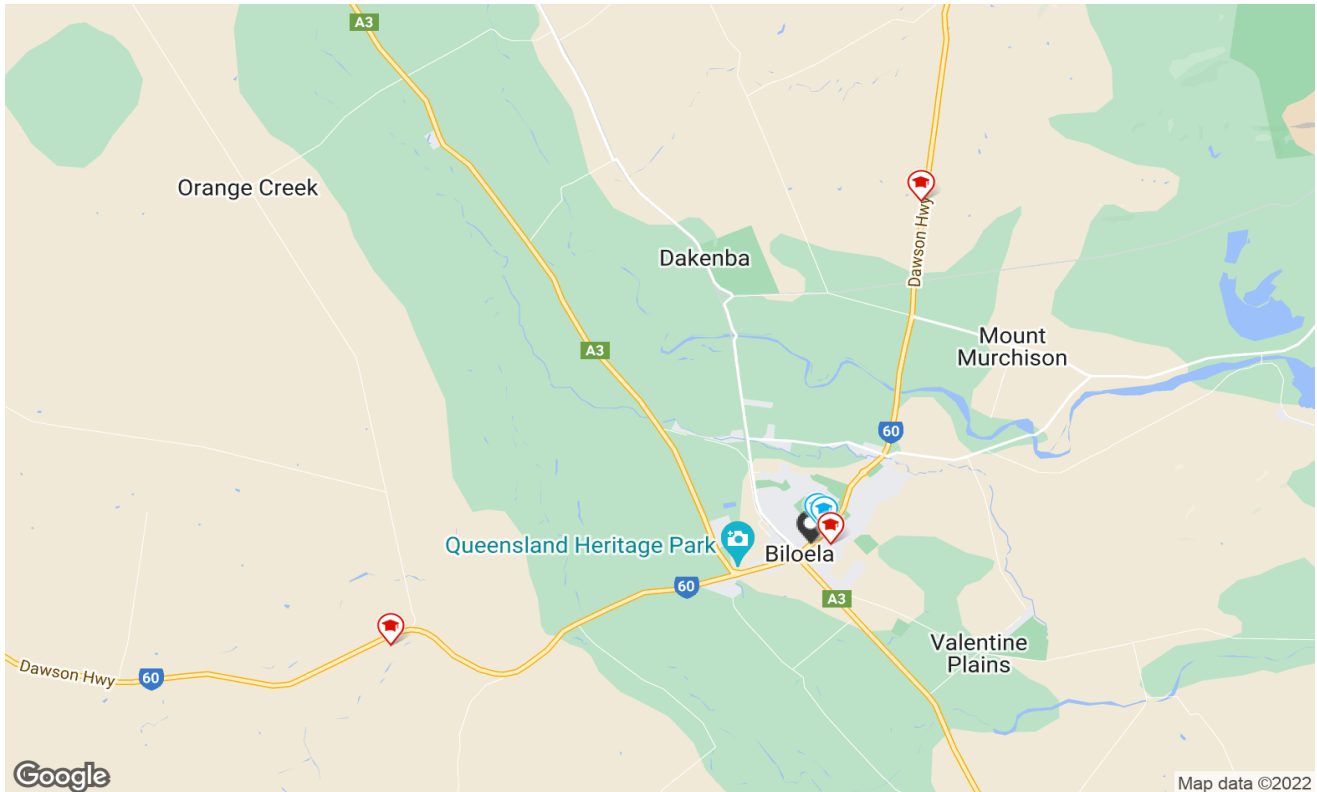 A3
Orange Creek
Dawson Hwy
Dakenba
Mount
Murchison
A3
60
Queensland Heritage Park
Biloela
60
A3
Valentine
Plains
Dawson Hwy
60
Google
Map data ©2022